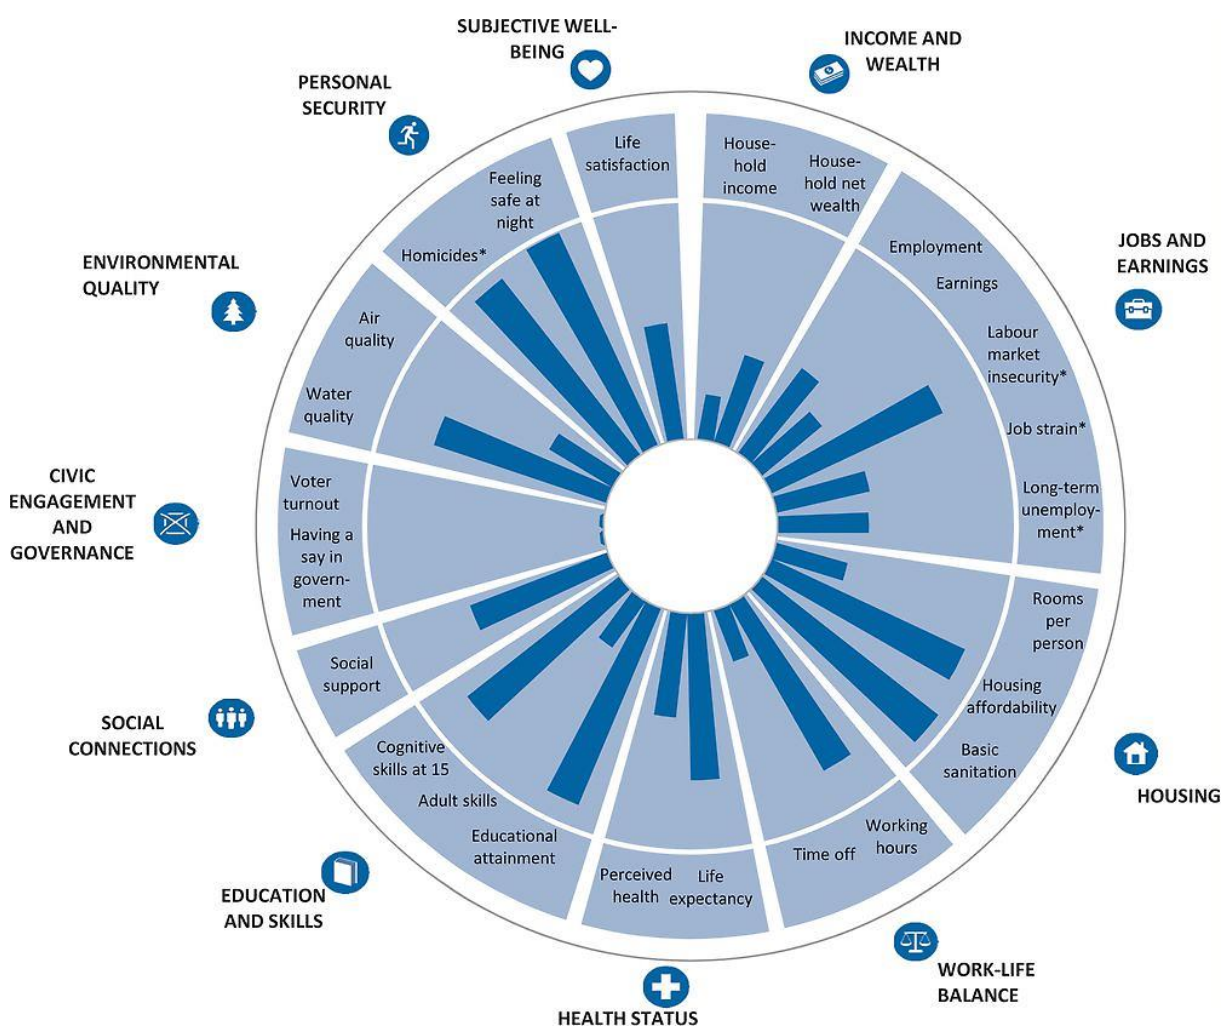 SUBJECTIVE WELL-
BEING
INCOME AND
WEALTH
PERSONAL
SECURITY
JOBS AND
EARNINGS
ENVIRONMENTAL
QUALITY
CIVIC
ENGAGEMENT
AND
GOVERNANCE
SOCIAL
CONNECTIONS
HOUSING
EDUCATION
AND SKILLS
WORK-LIFE
BALANCE
HEALTH STATUS
Life
satisfaction
House-
hold
income
House-
hold net
wealth
Employment
Earnings
Labour
market
insecurity*
Job strain*
Long-term
unemploy-
ment*
Rooms
per
person
Housing
affordability
Basic
sanitation
Working
hours
Time off
Life
expectancy
Perceived
health
Educational
attainment
Adult skills
Cognitive
skills at 15
Social
support
Having a
say in
govern-
ment
Voter
turnout
Water
quality
Air
quality
Homicides*
Feeling
safe at
night